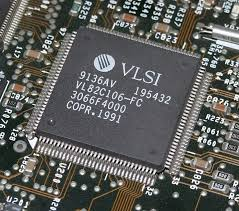 VLSI
9136AV 195432
VL82C106-FC
3066F4000
COPR.1991